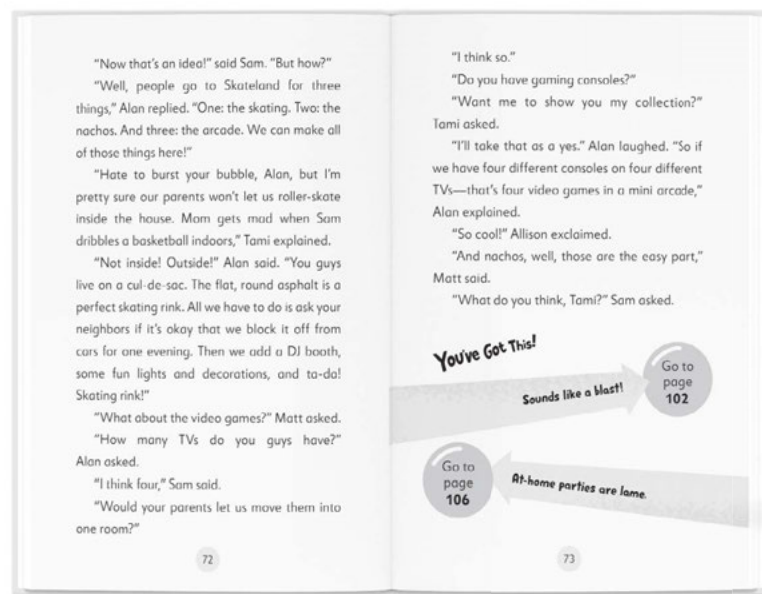 "Now that's an idea!" said Sam. "But how?"
"Well, people go to Skateland for three
things," Alan replied. "One: the skating. Two: the
nachos. And three: the arcade. We can make all
of those things here!"
"Hate to burst your bubble, Alan, but I'm
pretty sure our parents won't let us roller-skate
inside the house. Mom gets mad when Sam
dribbles a basketball indoors," Tami explained.
"Not inside! Outside!" Alan said. "You guys
live on a cul-de-sac. The flat, round asphalt is a
perfect skating rink. All we have to do is ask your
neighbors if it's okay that we block it off from
cars for one evening. Then we add a DJ booth,
some fun lights and decorations, and ta-da!
Skating rink!"
"What about the video games?" Matt asked.
"How many TVs do you guys have?"
Alan asked.
"I think four," Sam said.
"Would your parents let us move them into
one room?"
72
"I think so."
"Do you have gaming consoles?"
"Want me to show you my collection?"
Tami asked.
"I'll take that as a yes." Alan laughed. "So if
we have four different consoles on four different
TVs—that's four video games in a mini arcade,"
Alan explained.
"So cool!" Allison exclaimed.
"And nachos, well, those are the easy part,"
Matt said.
"What do you think, Tami?" Sam asked.
You've Got This!
Sounds like a blast!
Go to
page
102
Go to
page
106
At-home parties are lame.
73